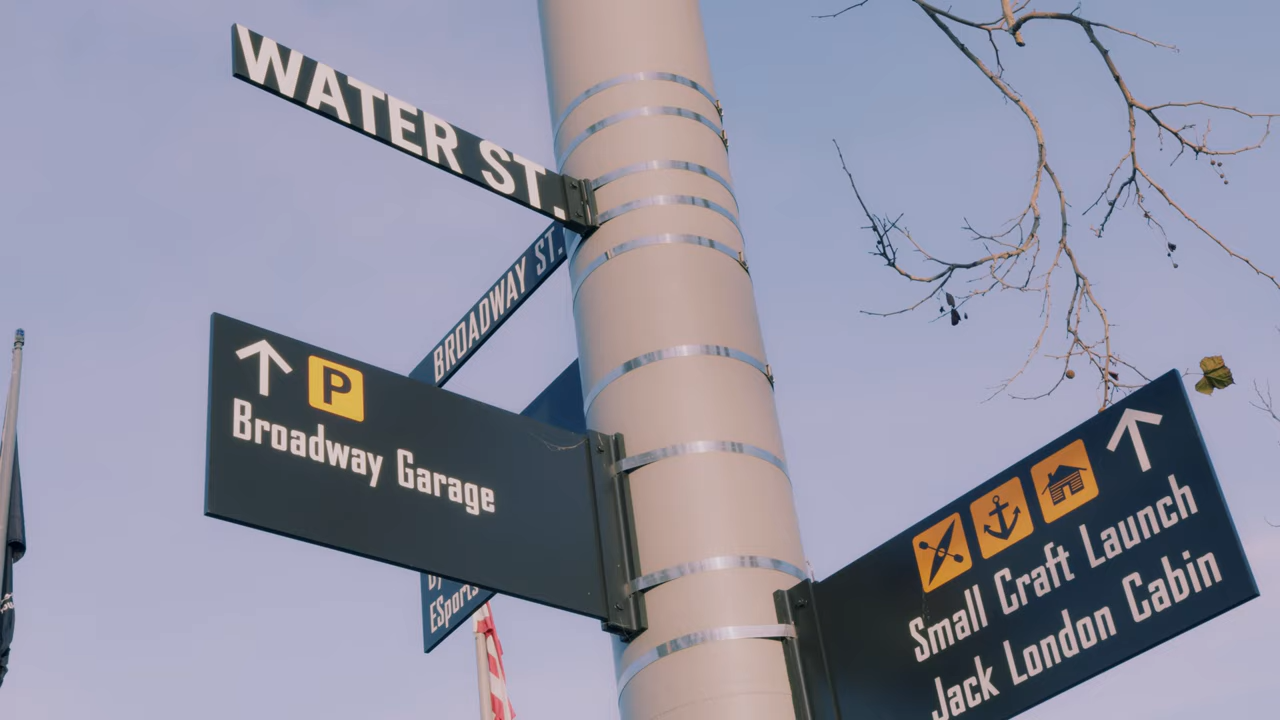 WATER ST.
BROADWAY ST.
P
Broadway Garage
ESports
Small Craft Launch
Jack London Cabin